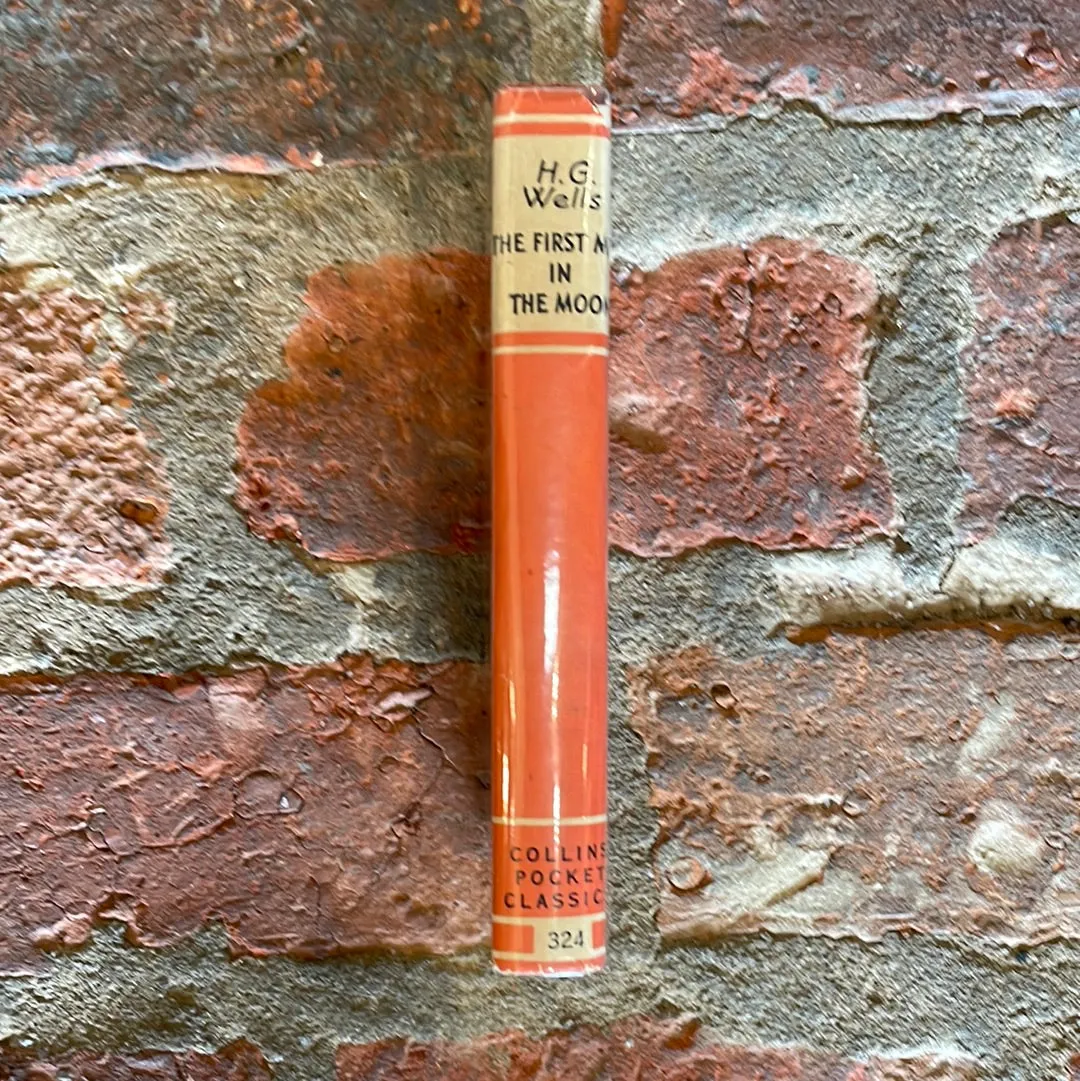 H.G.
Wells
THE FIRST M
IN
THE MOON
COLLINS
POCKET
CLASSIC
324